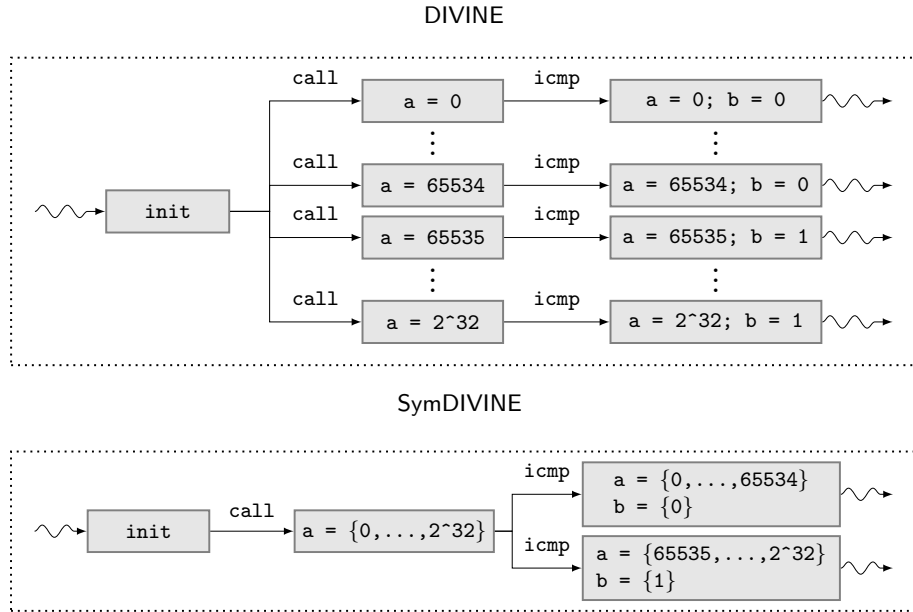 DIVINE
call a = 0 icmp a = 0; b = 0
⋮ ⋮
call a = 65534 icmp a = 65534; b = 0
init
call a = 65535 icmp a = 65535; b = 1
⋮ ⋮
call a = 2^32 icmp a = 2^32; b = 1
SymDIVINE
init call a = {0,...,2^32}
icmp a = {0,...,65534}
b = {0}
icmp a = {65535,...,2^32}
b = {1}